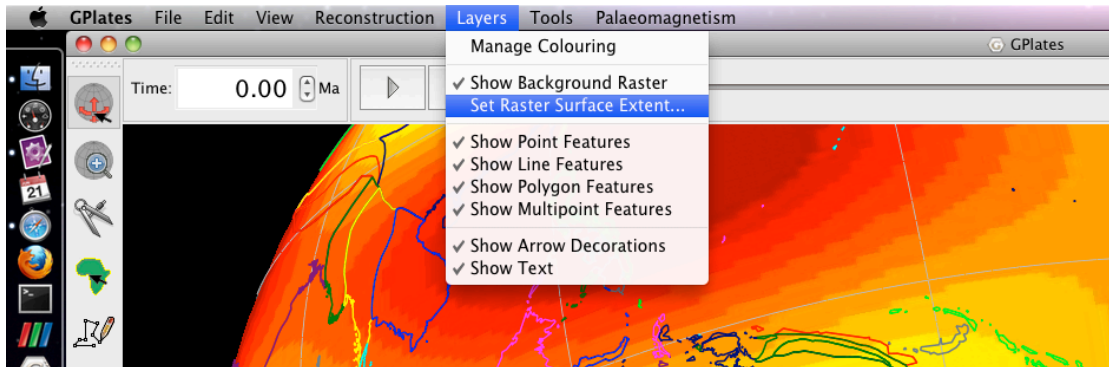 GPlates File Edit View Reconstruction Layers Tools Palaeomagnetism
GPlates
Time: 0.00 Ma
Manage Colouring
Show Background Raster
Set Raster Surface Extent...
Show Point Features
Show Line Features
Show Polygon Features
Show Multipoint Features
Show Arrow Decorations
Show Text
21